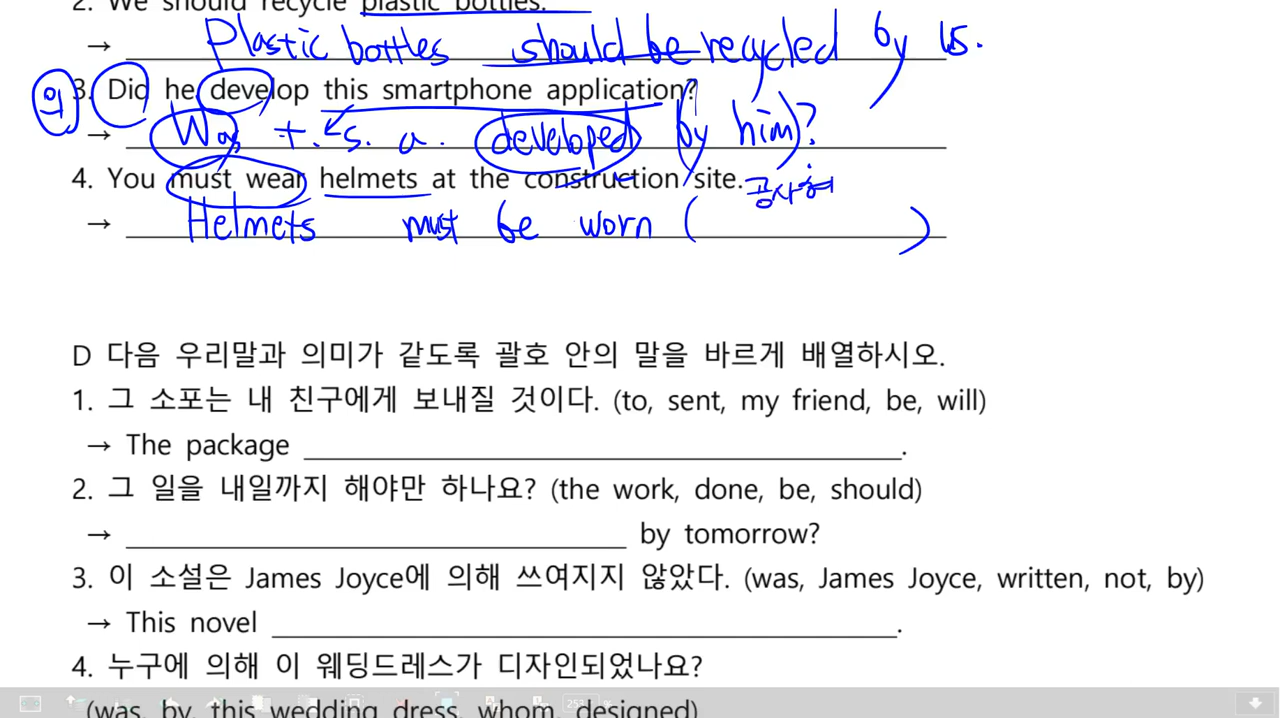 2. We should recycle plastic bottles.
→ Plastic bottles should be recycled by us.
의 3. Did he develop this smartphone application?
→ Was t. s. a. developed by him?
4. You must wear helmets at the construction site.
공사현
→ Helmets must be worn ( )
D 다음 우리말과 의미가 같도록 괄호 안의 말을 바르게 배열하시오.
1. 그 소포는 내 친구에게 보내질 것이다. (to, sent, my friend, be, will)
→ The package ________________.
2. 그 일을 내일까지 해야만 하나요? (the work, done, be, should)
→ ________________ by tomorrow?
3. 이 소설은 James Joyce에 의해 쓰여지지 않았다. (was, James Joyce, written, not, by)
→ This novel ________________.
4. 누구에 의해 이 웨딩드레스가 디자인되었나요?
(was, by, this wedding dress, whom, designed)